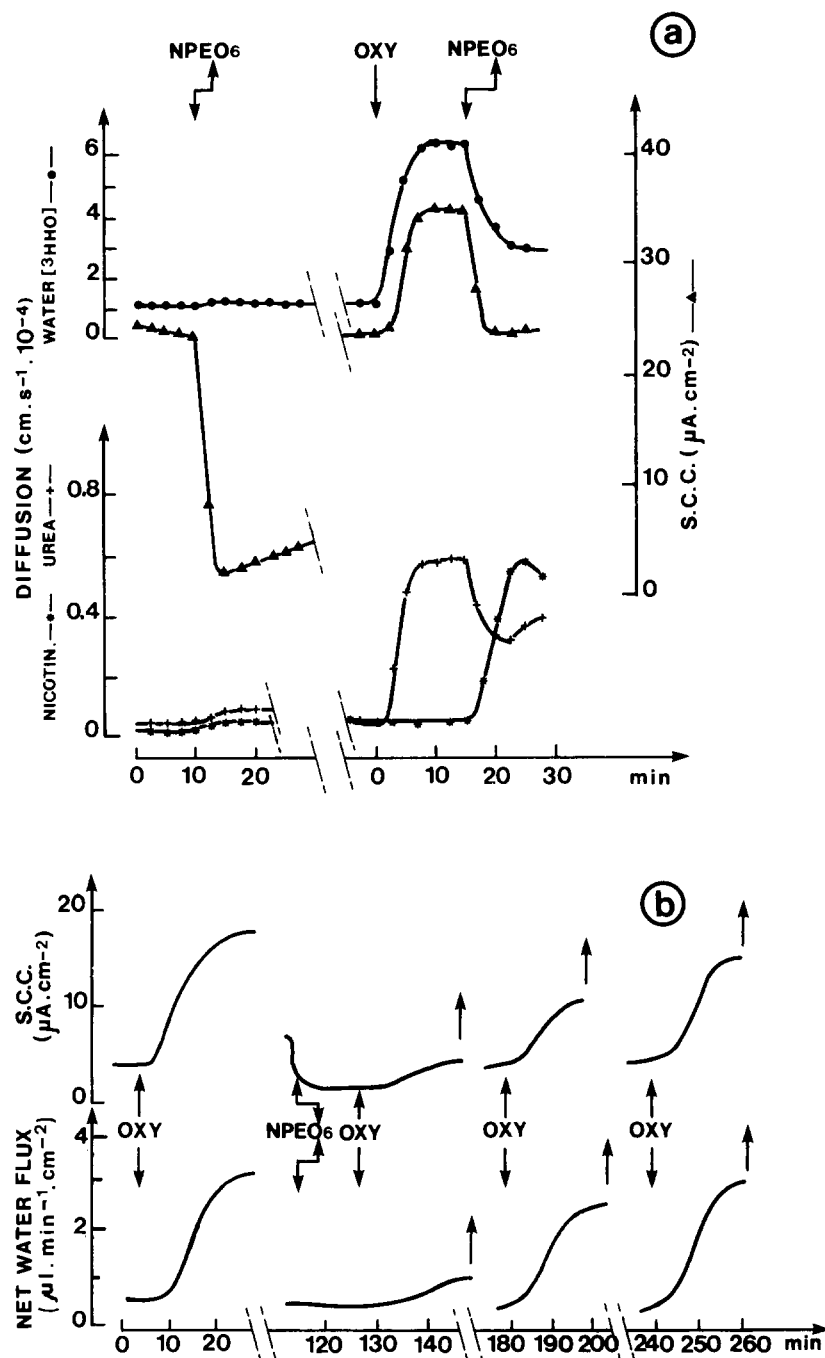 a
NPEO6 OXY NPEO6
DIFFUSION (cm.s-1.10-4)
WATER [3HHO] —●—
6
4
2
0
NICOTIN. —●— UREA —+—
0.8
0.4
0
S.C.C. (µA.cm-2) —▲—
40
30
20
10
0
0 10 20 0 10 20 30 min
b
S.C.C.
(µA.cm-2)
20
10
0
OXY NPEO6 OXY OXY OXY
NET WATER FLUX
(µl.min-1.cm-2)
4
2
0
0 10 20 120 130 140 180 190 200 240 250 260 min